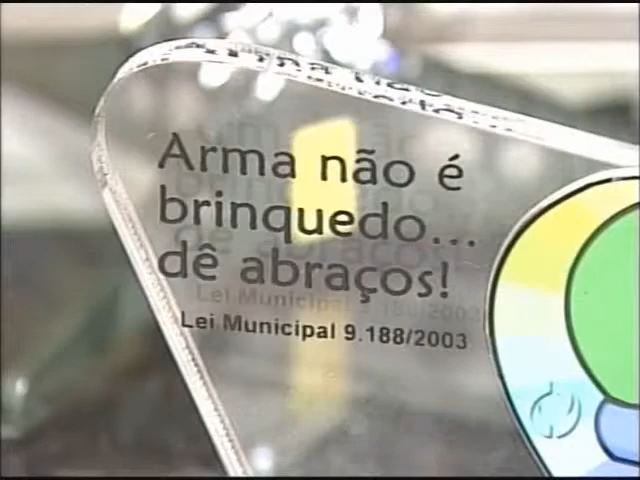 Arma não é
brinquedo...
dê abraços!
Lei Municipal 9.188/2003